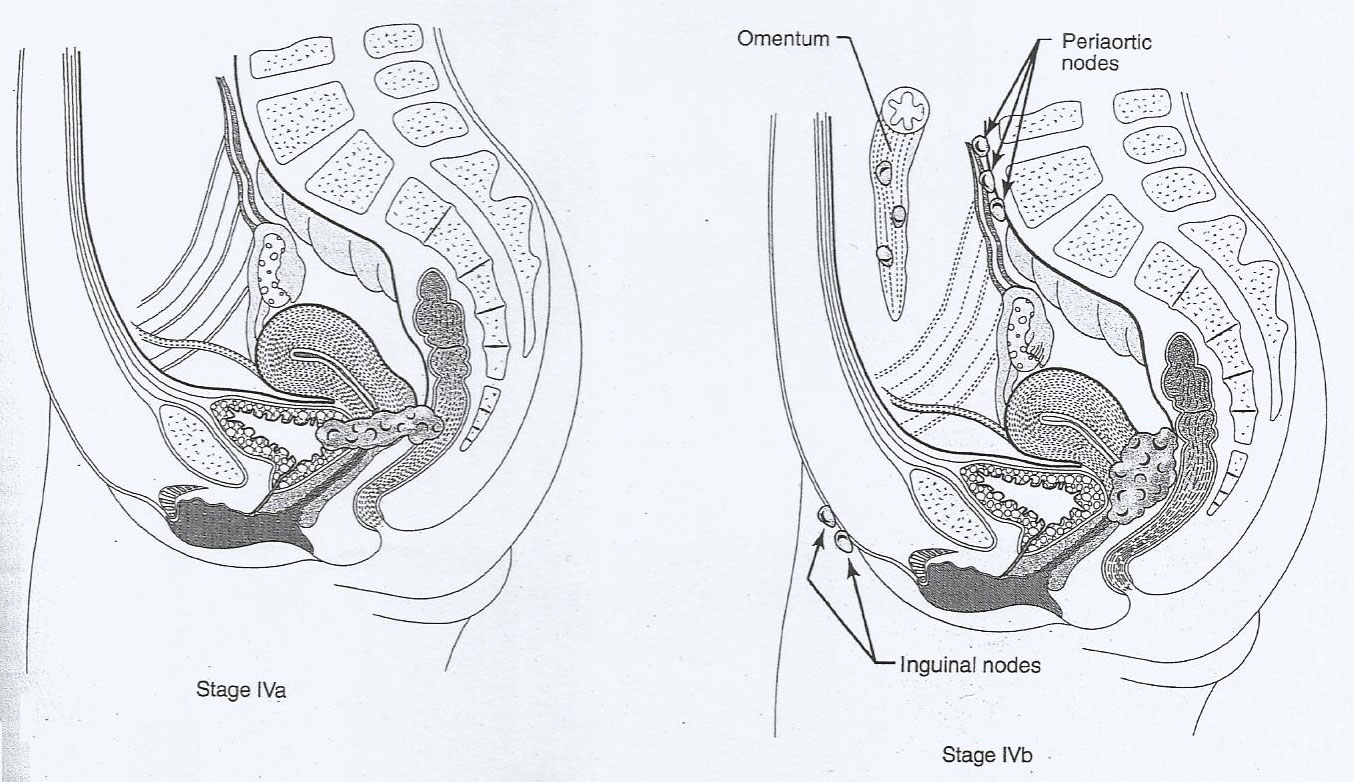 Omentum
Periaortic
nodes
Inguinal nodes
Stage IVa
Stage IVb